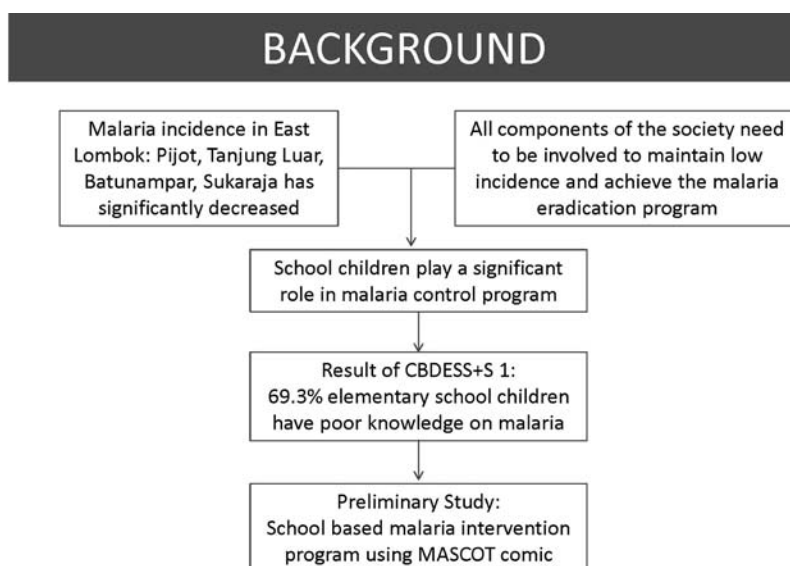 BACKGROUND
Malaria incidence in East
Lombok: Pijot, Tanjung Luar,
Batunampar, Sukaraja has
significantly decreased
All components of the society need
to be involved to maintain low
incidence and achieve the malaria
eradication program
School children play a significant
role in malaria control program
Result of CBDESS+S 1:
69.3% elementary school children
have poor knowledge on malaria
Preliminary Study:
School based malaria intervention
program using MASCOT comic